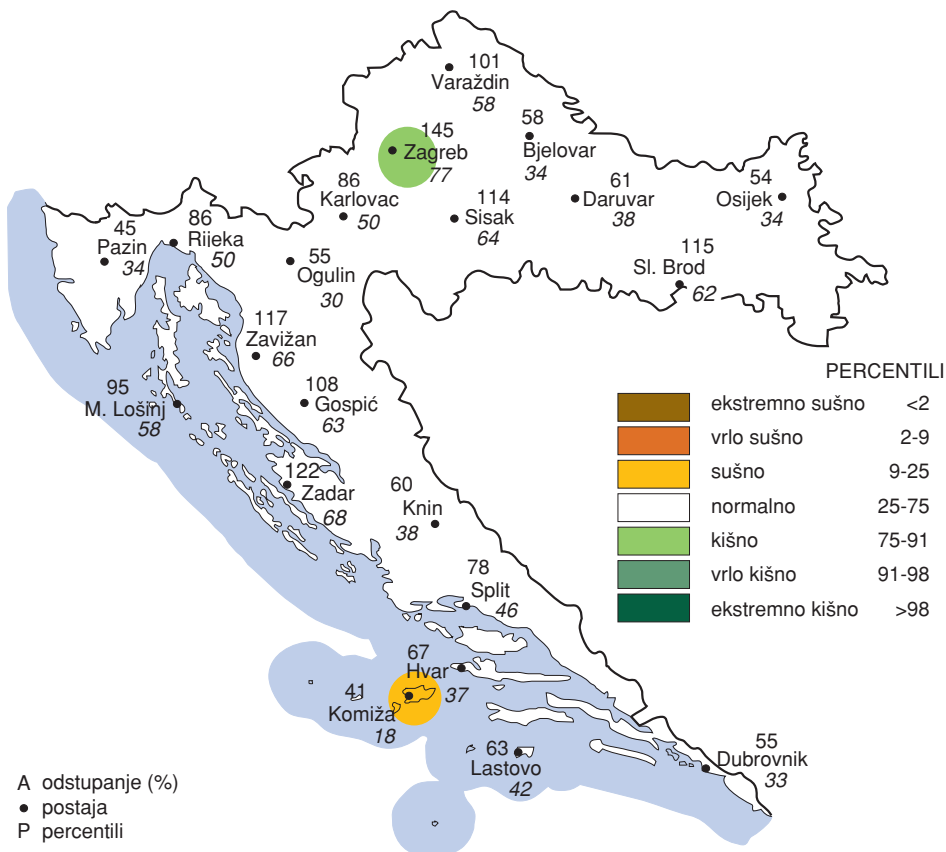 101
Varaždin
58
145
Zagreb
77
58
Bjelovar
34
86
Karlovac
50
114
Sisak
64
61
Daruvar
38
54
Osijek
34
115
Sl. Brod
62
45
Pazin
34
86
Rijeka
50
55
Ogulin
30
117
Zavižan
66
95
M. Lošinj
58
108
Gospić
63
122
Zadar
68
60
Knin
38
78
Split
46
67
Hvar
37
41
Komiža
18
63
Lastovo
42
55
Dubrovnik
33
PERCENTILI
ekstremno sušno <2
vrlo sušno 2-9
sušno 9-25
normalno 25-75
kišno 75-91
vrlo kišno 91-98
ekstremno kišno >98
A odstupanje (%)
postaja
P percentili